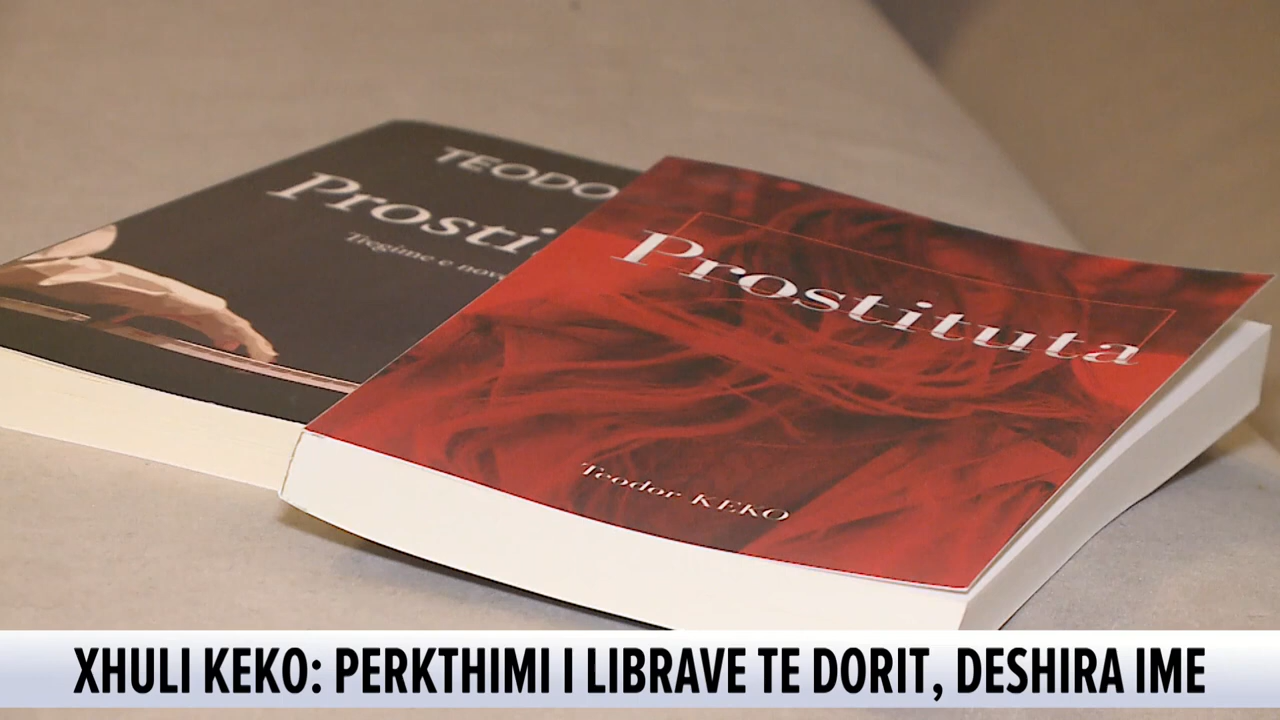 TEODO
Prosti
Tregime e nove
Prostituta
Teodor KEKO
XHULI KEKO: PERKTHIMI I LIBRAVE TE DORIT, DESHIRA IME